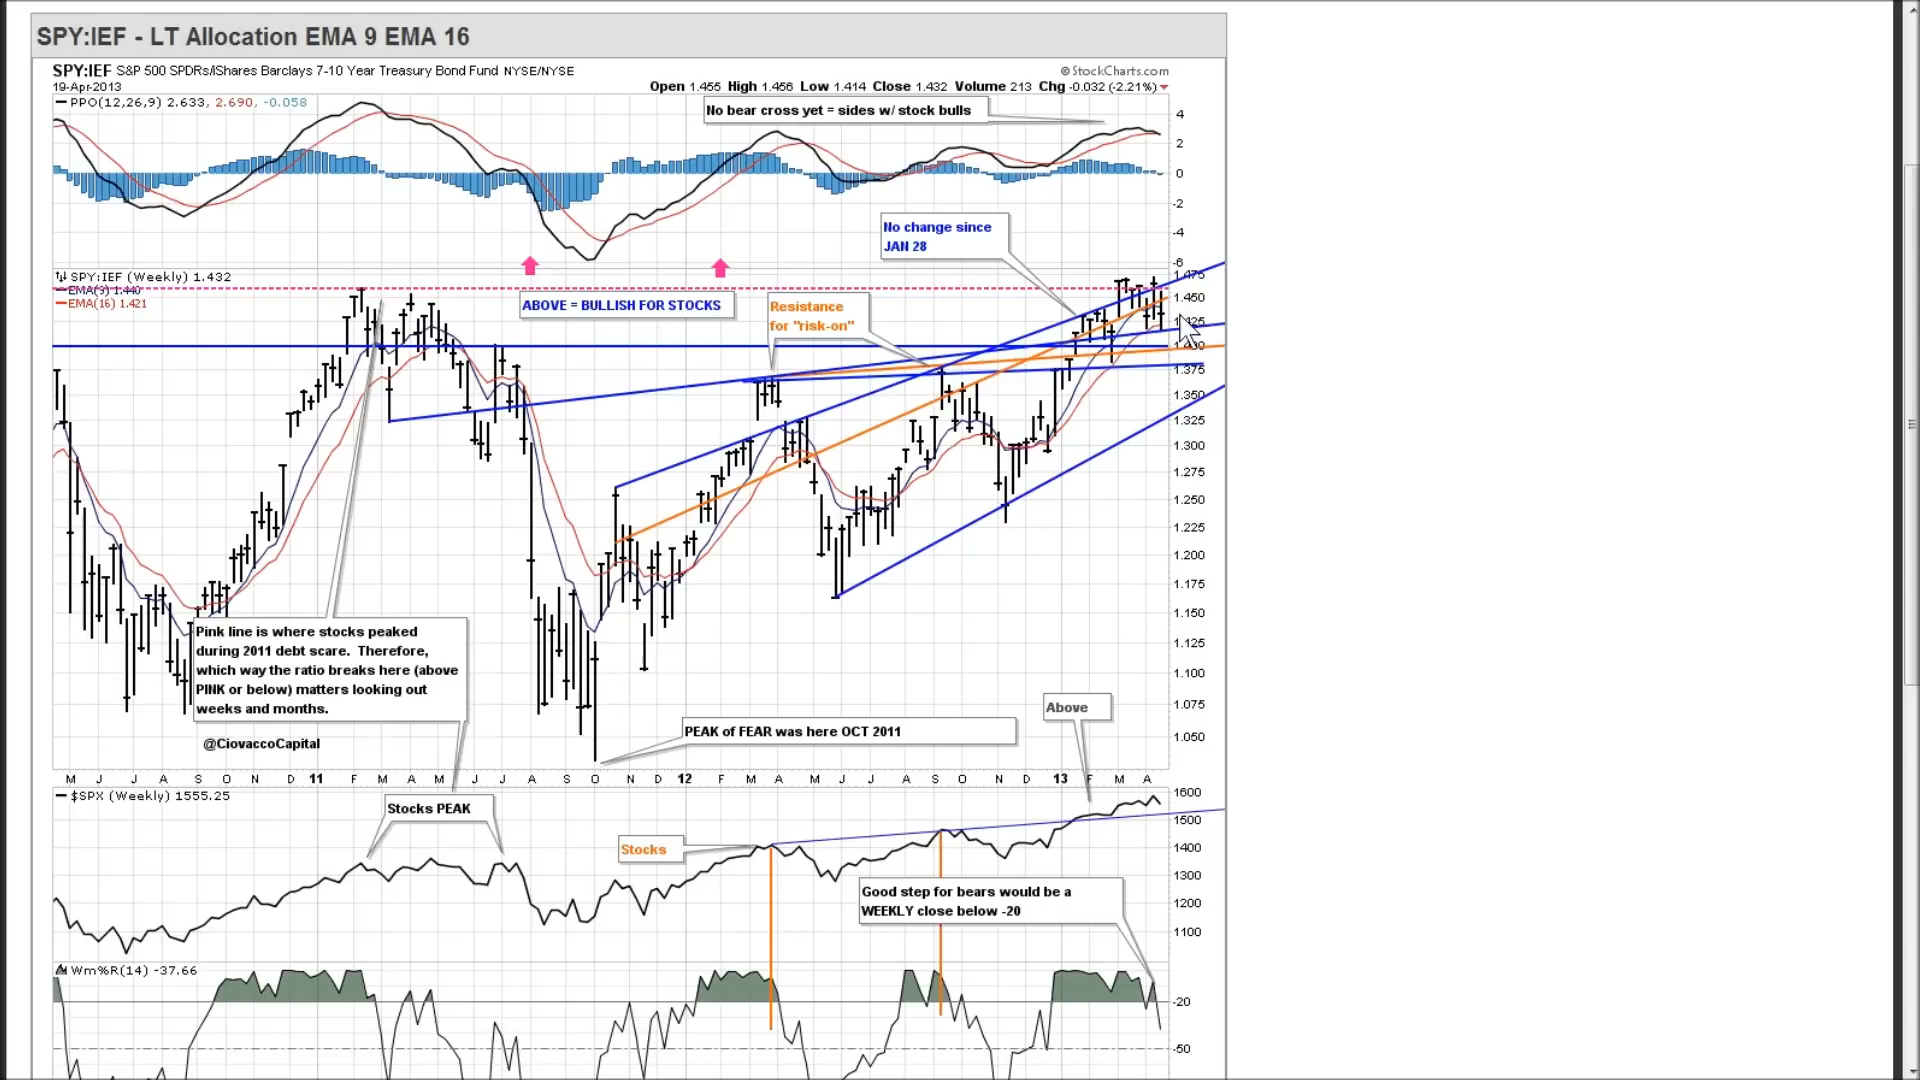 SPY:IEF - LT Allocation EMA 9 EMA 16
SPY:IEF S&P 500 SPDRs/iShares Barclays 7-10 Year Treasury Bond Fund NYSE/NYSE
© StockCharts.com
19-Apr-2013
Open 1.455 High 1.456 Low 1.414 Close 1.432 Volume 213 Chg -0.032 (-2.21%)
PPO(12,26,9) 2.633, 2.690, -0.058
No bear cross yet = sides w/ stock bulls
4
2
0
-2
-4
-6
No change since
JAN 28
SPY:IEF (Weekly) 1.432
EMA(9) 1.440
EMA(16) 1.421
ABOVE = BULLISH FOR STOCKS
Resistance
for "risk-on"
1.475
1.450
1.425
1.400
1.375
1.350
1.325
1.300
1.275
1.250
1.225
1.200
1.175
1.150
1.125
1.100
1.075
1.050
Pink line is where stocks peaked
during 2011 debt scare. Therefore,
which way the ratio breaks here (above
PINK or below) matters looking out
weeks and months.
@CiovaccoCapital
PEAK of FEAR was here OCT 2011
Above
M J J A S O N D 11 F M A M J J A S O N D 12 F M A M J J A S O N D 13 F M A
$SPX (Weekly) 1555.25
Stocks PEAK
Stocks
1600
1500
1400
1300
1200
1100
Good step for bears would be a
WEEKLY close below -20
Wm%R(14) -37.66
-20
-50